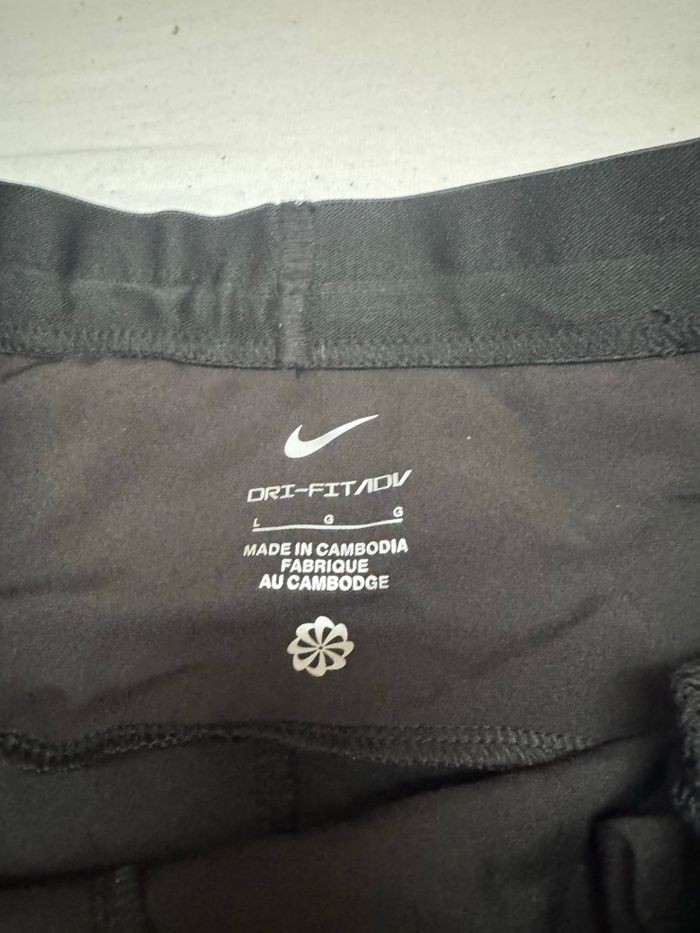 DRI-FIT ADV
L G G
MADE IN CAMBODIA
FABRIQUE
AU CAMBODGE